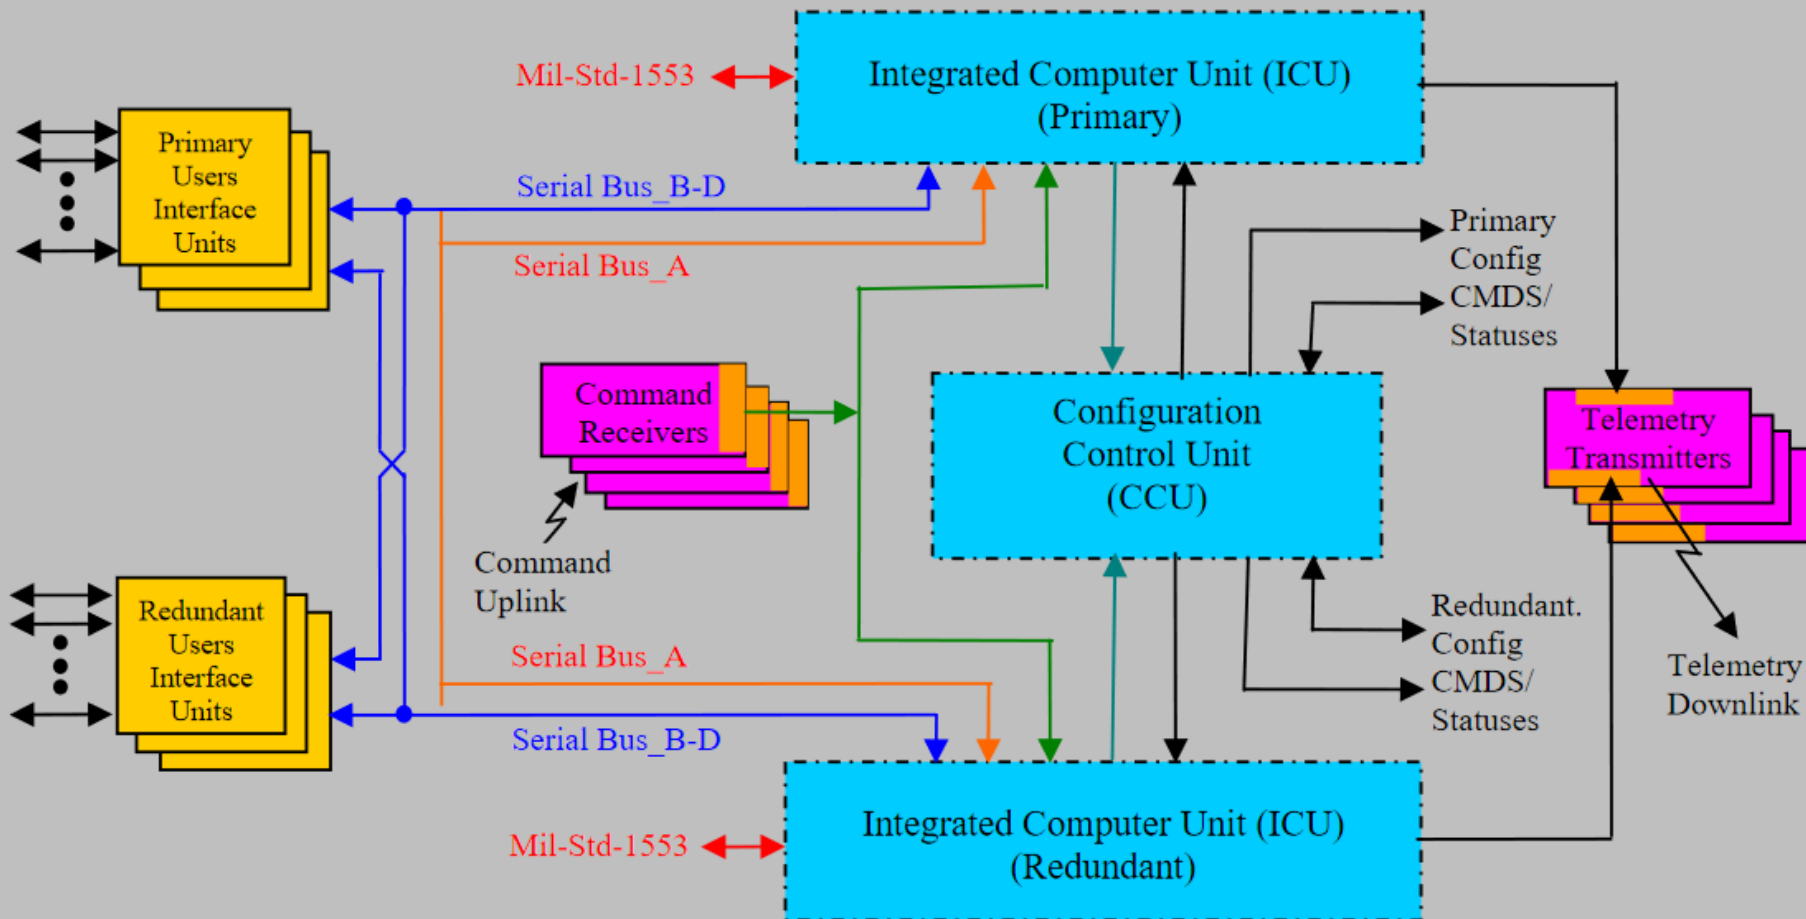 Mil-Std-1553
Integrated Computer Unit (ICU)
(Primary)
Primary
Users
Interface
Units
Serial Bus_B-D
Serial Bus_A
Primary
Config
CMDS/
Statuses
Command
Receivers
Configuration
Control Unit
(CCU)
Telemetry
Transmitters
Command
Uplink
Redundant
Users
Interface
Units
Serial Bus_A
Serial Bus_B-D
Redundant.
Config
CMDS/
Statuses
Telemetry
Downlink
Mil-Std-1553
Integrated Computer Unit (ICU)
(Redundant)